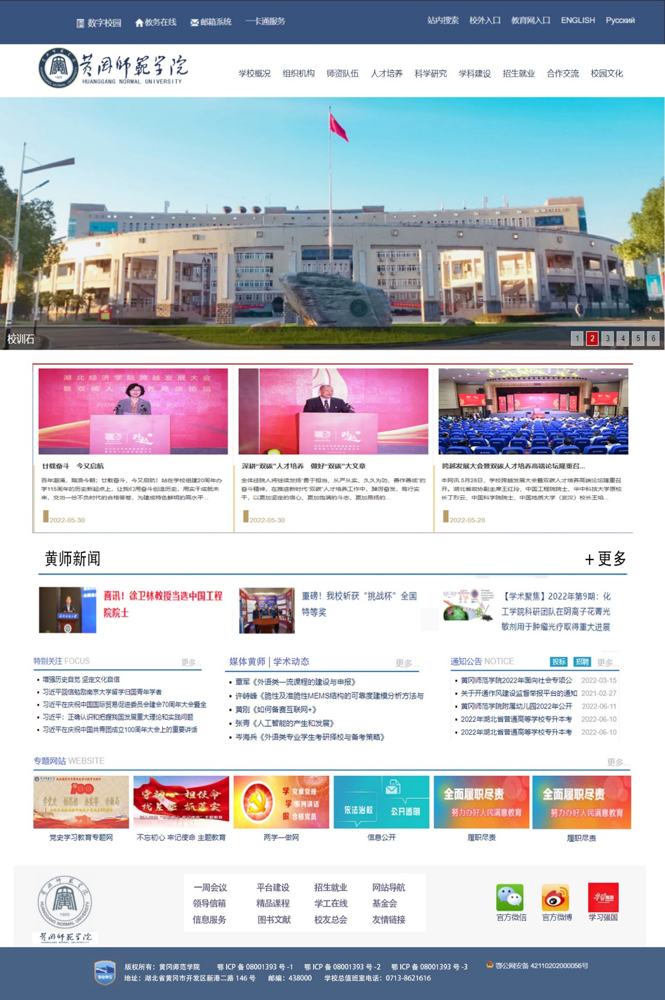 数字校园 教务在线 邮箱系统 一卡通服务 站内搜索 校外入口 教育网入口 ENGLISH Русский
黄冈师範学院
HUANGGANG NORMAL UNIVERSITY
1905
学校概况 组织机构 师资队伍 人才培养 科学研究 学科建设 招生就业 合作交流 校园文化
校训石
1 2 3 4 5 6
湖北经济学院跨越发展大会
廿载奋斗 今又启航
百年潮涌，踏浪今朝；廿载奋斗，今又启航！站在学校组建20周年办
学115周年的历史新起点上，让我们用奋斗创造历史，用实干成就未
来，交出一份不负时代的合格答卷，为建成特色鲜明的高水平...
2022-05-30
深耕“双碳”人才培养 做好“双碳”大文章
全体经院人将继续发扬“勇于担当、从严从实、久久为功、善作善成”的
奋斗精神，在推进新时代“双碳”人才培养工作中，踔厉奋发，笃行实
干，以更加坚定的信心、更加饱满的斗志、更加昂扬的...
2022-05-30
跨越发展大会暨双碳人才培养高端论坛隆重召...
本网讯 5月28日，学校跨越发展大会暨双碳人才培养高端论坛隆重召
开。湖北省政协副主席王红玲、中国工程院院士、华中科技大学原校
长丁烈云、中国科学院院士、中国地质大学（武汉）校长王焰...
2022-05-28
黄师新闻
+ 更多
喜讯！徐卫林教授当选中国工程
院院士
重磅！我校斩获“挑战杯”全国
特等奖
【学术聚焦】2022年第9期：化
工学院科研团队在阴离子花菁光
敏剂用于肿瘤光疗取得重大进展
特别关注 FOCUS 更多...
增强历史自觉 坚定文化自信
习近平回信勉励南京大学留学归国青年学者
习近平在庆祝中国国际贸易促进委员会建会70周年大会暨全
习近平：正确认识和把握我国发展重大理论和实践问题
习近平在庆祝中国共青团成立100周年大会上的重要讲话
媒体黄师 | 学术动态 更多...
覃军《外语类一流课程的建设与申报》
许峙峰《脆性及准脆性MEMS结构的可靠度建模分析方法与
黄刚《如何备赛互联网+》
张青《人工智能的产生和发展》
岑海兵《外语类专业学生考研择校与备考策略》
通知公告 NOTICE 投标 招聘 更多...
黄冈师范学院2022年面向社会专项公 2022-03-15
关于开通作风建设监督举报平台的通知 2021-02-27
黄冈师范学院附属幼儿园2022年公开 2022-06-11
2022年湖北省普通高等学校专升本考 2022-06-10
2022年湖北省普通高等学校专升本考 2022-06-10
专题网站 WEBSITE 更多...
学党史 悟思想 办实事 开新局
守初心 担使命
找差距 抓落实
学 党章党规
学 系列讲话
做 合格党员
依法治校
公开透明
全面履职尽责
努力办好人民满意教育
全面履职尽责
努力办好人民满意教育
党史学习教育专题网 不忘初心 牢记使命 主题教育 两学一做网 信息公开 履职尽责 履职尽责
1905
HUANGGANG NORMAL UNIVERSITY
黄冈师範学院
一周会议 平台建设 招生就业 网站导航
领导信箱 精品课程 学工在线 基金会
信息服务 图书文献 校友总会 友情链接
学习强国
官方微信 官方微博 学习强国
事业单位
版权所有：黄冈师范学院 鄂 ICP 备 08001393 号 -1 鄂 ICP 备 08001393 号 -2 鄂 ICP 备 08001393 号 -3 鄂公网安备 42110202000056号
地址：湖北省黄冈市开发区新港二路 146 号 邮编：438000 学校总值班室电话：0713-8621616